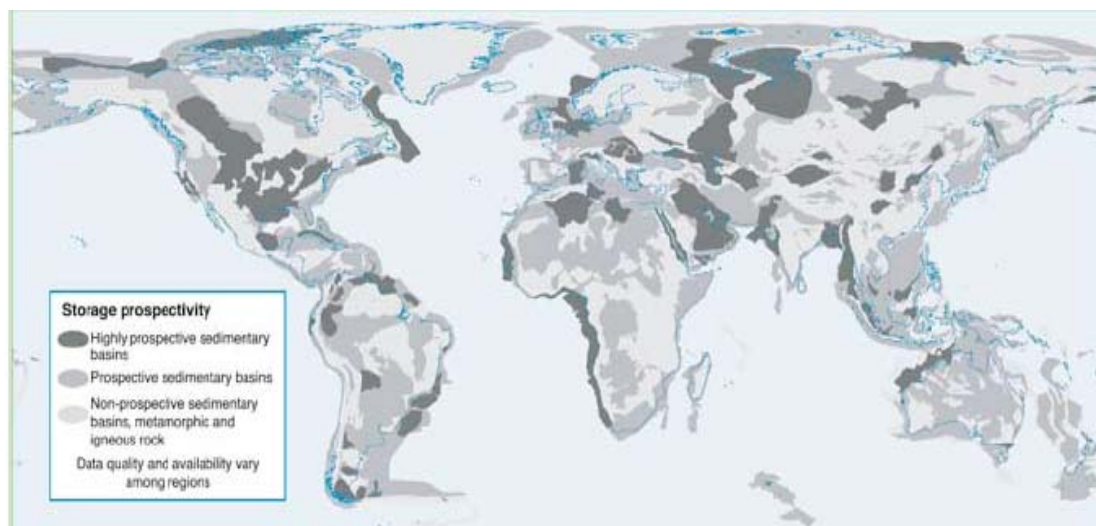 Storage prospectivity
Highly prospective sedimentary
basins
Prospective sedimentary basins
Non-prospective sedimentary
basins, metamorphic and
igneous rock
Data quality and availability vary
among regions